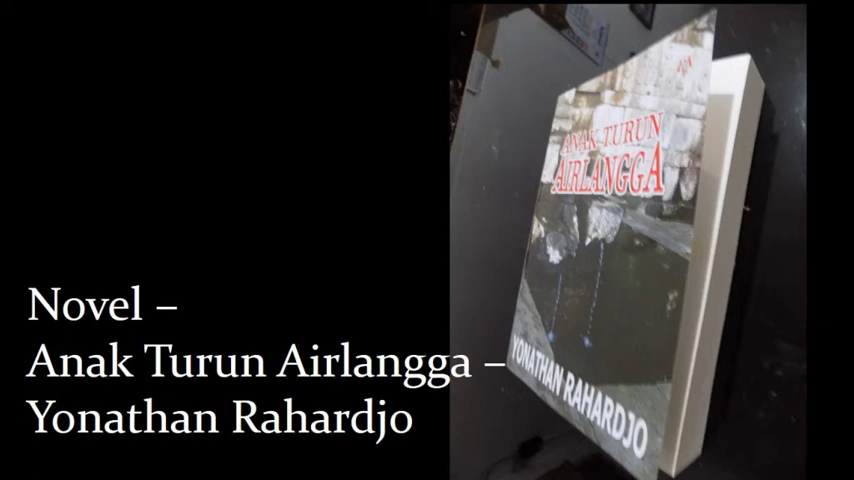 Novel –
Anak Turun Airlangga –
Yonathan Rahardjo
ANAK TURUN
AIRLANGGA
YONATHAN RAHARDJO